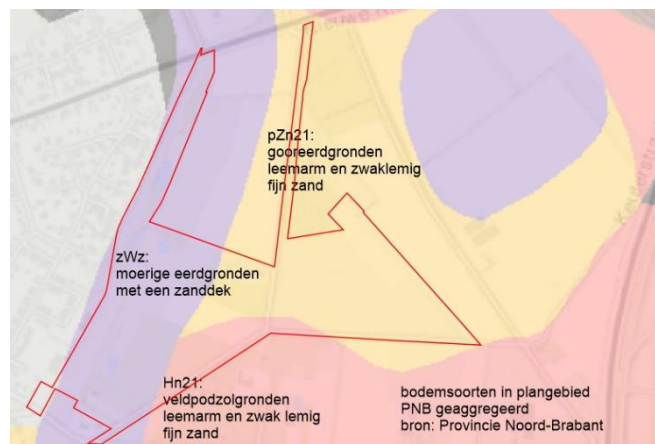 pZn21:
gooreerdgronden
leemarm en zwaklemig
fijn zand
zWz:
moerige eerdgronden
met een zanddek
Hn21:
veldpodzolgronden
leemarm en zwak lemig
fijn zand
bodemsoorten in plangebied
PNB geaggregeerd
bron: Provincie Noord-Brabant